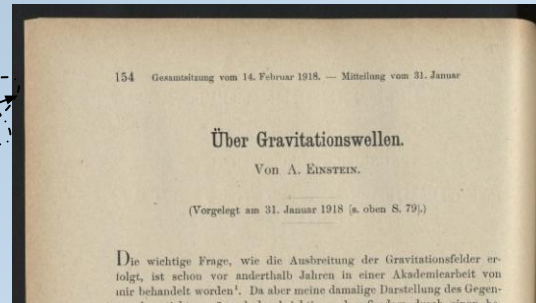 154 Gesamtsitzung vom 14. Februar 1918. — Mitteilung vom 31. Januar
Über Gravitationswellen.
Von A. Einstein.
(Vorgelegt am 31. Januar 1918 [s. oben S. 79].)
Die wichtige Frage, wie die Ausbreitung der Gravitationsfelder er-
folgt, ist schon vor anderthalb Jahren in einer Akademiearbeit von
mir behandelt worden¹. Da aber meine damalige Darstellung des Gegen-